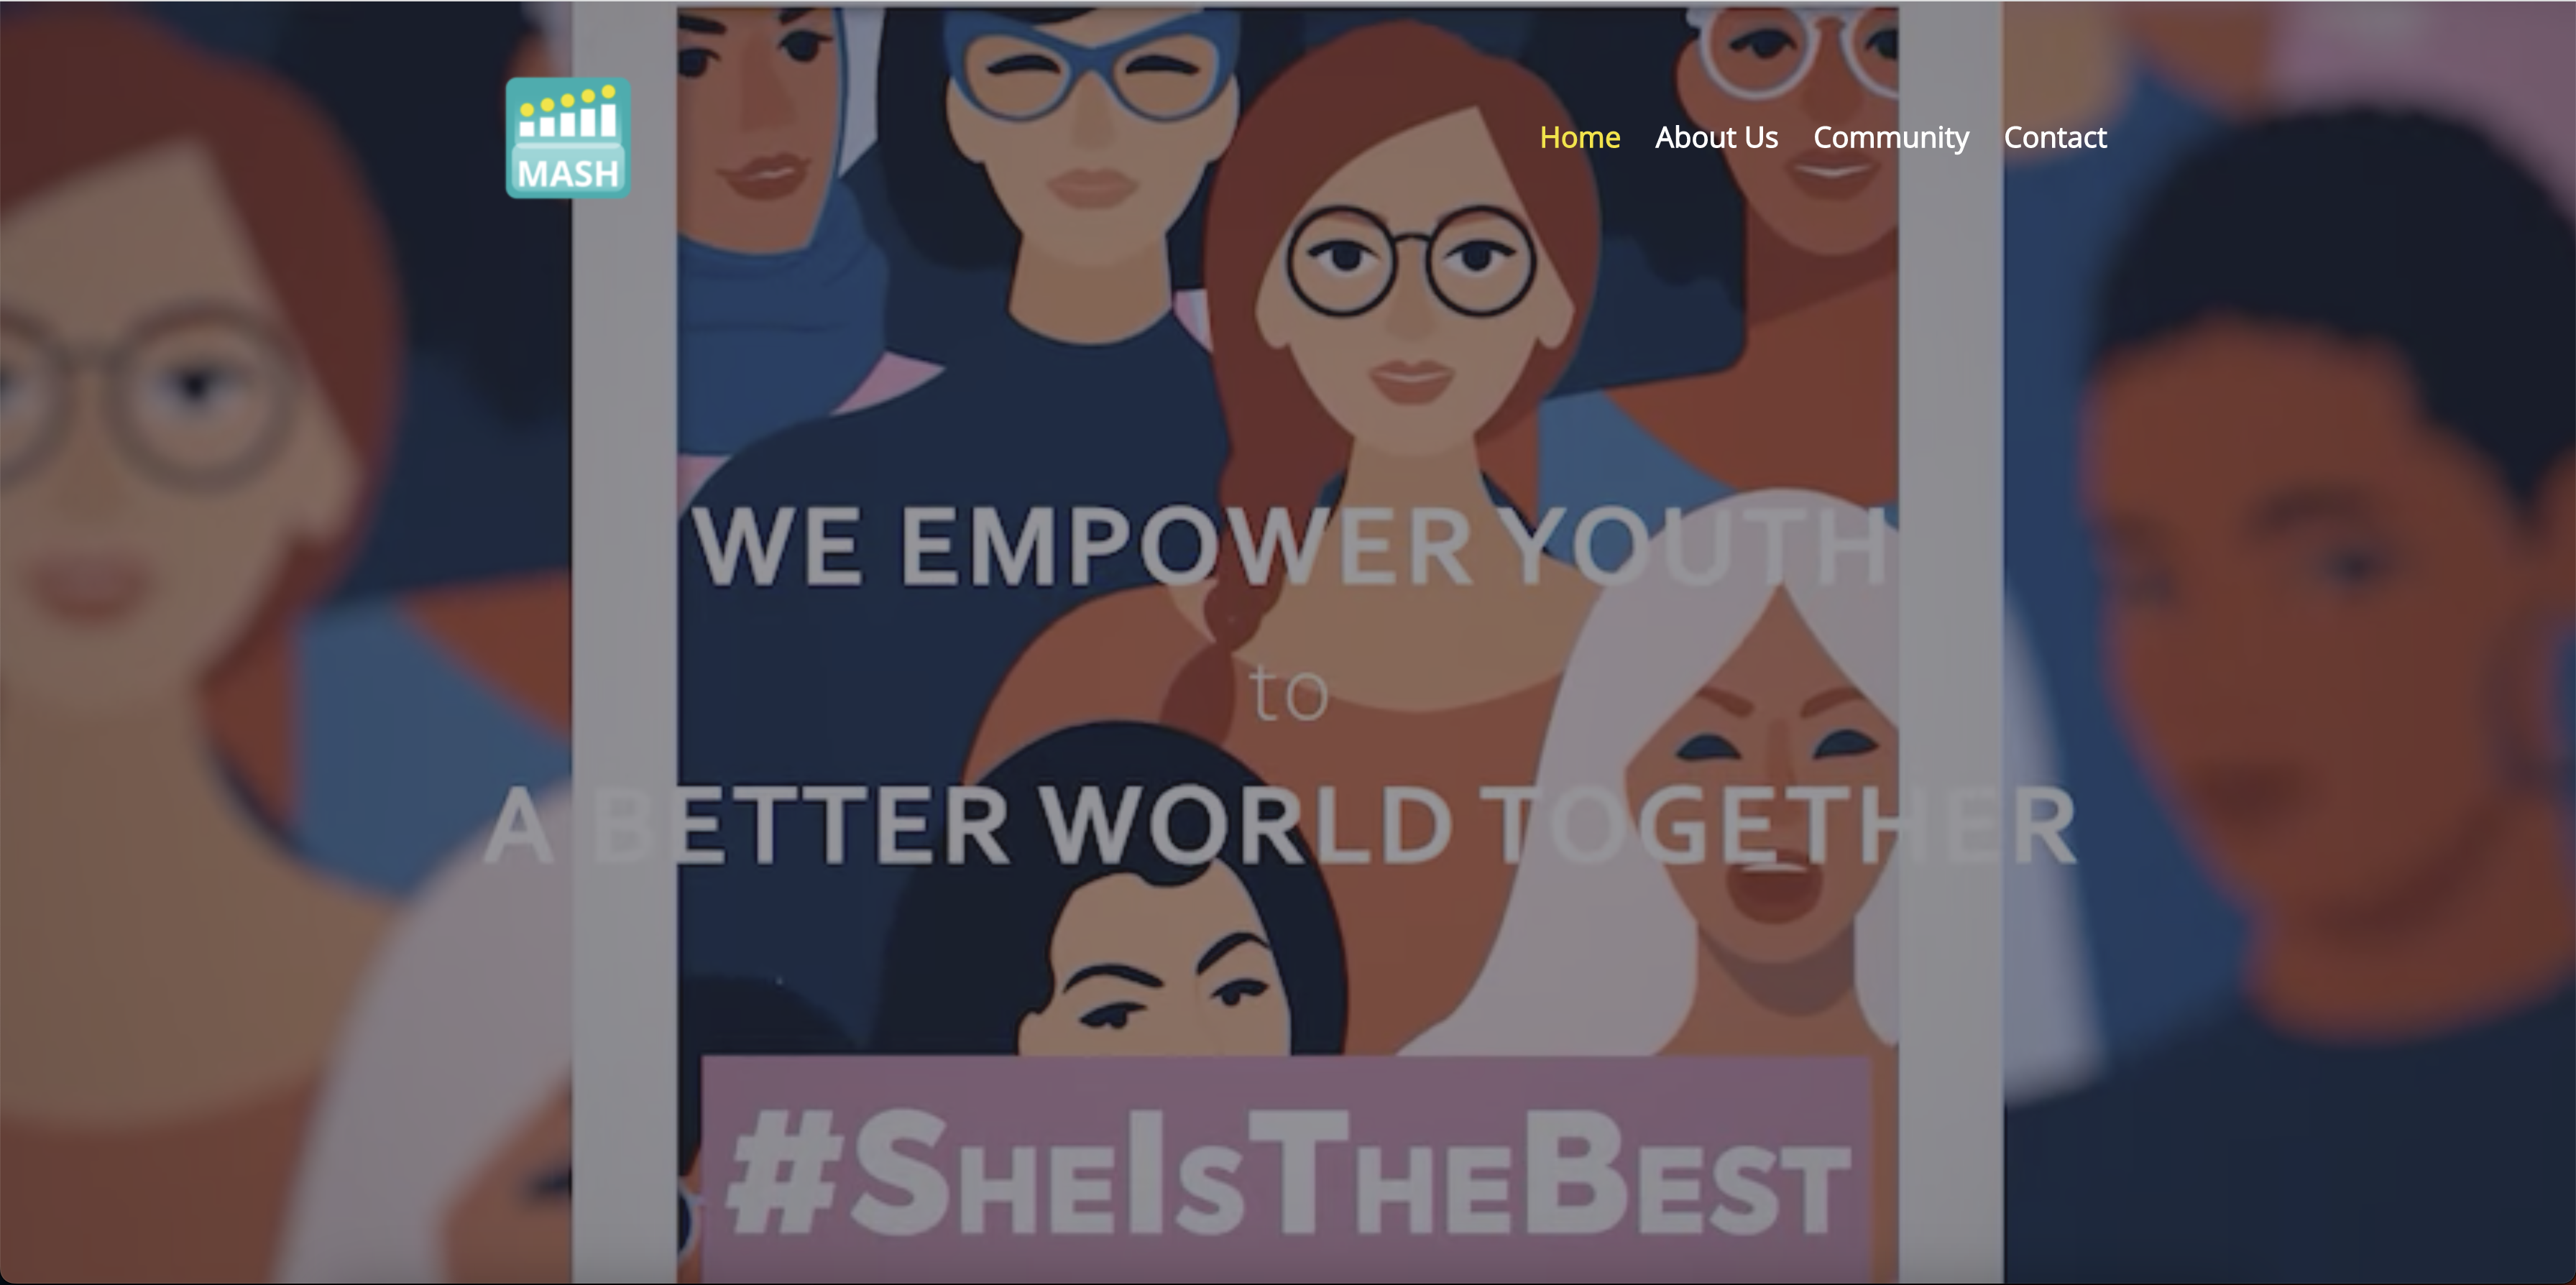 MASH
Home About Us Community Contact
WE EMPOWER YOUTH
to
A BETTER WORLD TOGETHER
#SHEISTHEBEST